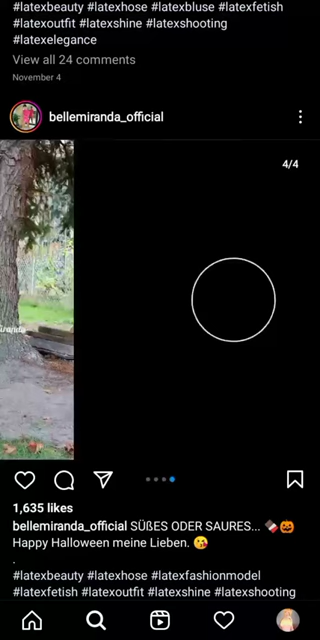 #latexbeauty #latexhose #latexbluse #latexfetish
#latexoutfit #latexshine #latexshooting
#latexelegance
View all 24 comments
November 4
bellemiranda_official
4/4
iranda
1,635 likes
bellemiranda_official SÜßES ODER SAURES... 🍫🎃
Happy Halloween meine Lieben. 😘
.
#latexbeauty #latexhose #latexfashionmodel
#latexfetish #latexoutfit #latexshine #latexshooting